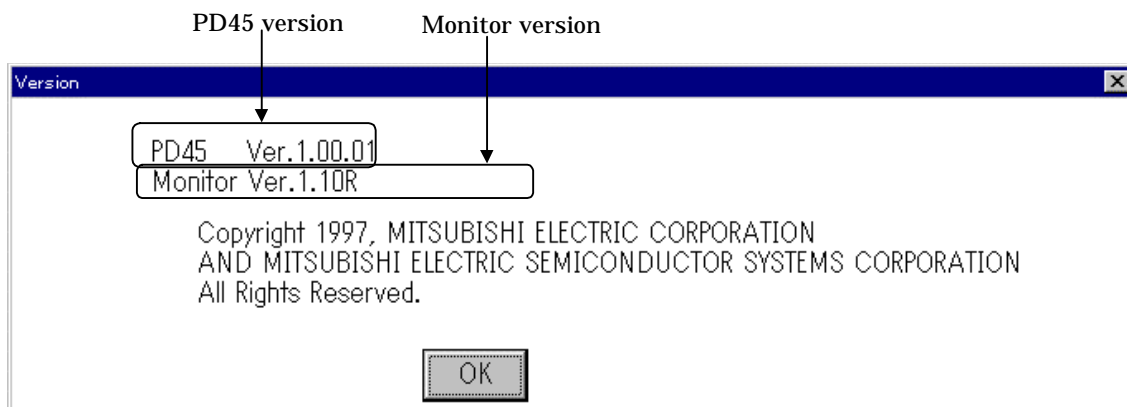 PD45 version Monitor version
Version
PD45 Ver.1.00.01
Monitor Ver.1.10R
Copyright 1997, MITSUBISHI ELECTRIC CORPORATION
AND MITSUBISHI ELECTRIC SEMICONDUCTOR SYSTEMS CORPORATION
All Rights Reserved.
OK